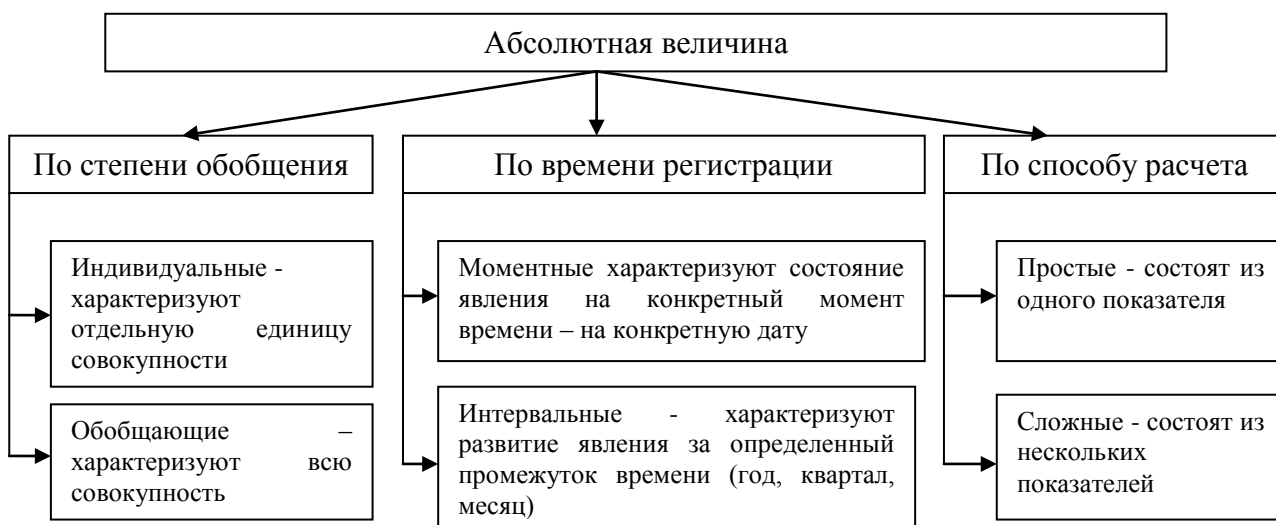 Абсолютная величина
По степени обобщения
По времени регистрации
По способу расчета
Индивидуальные -
характеризуют
отдельную единицу
совокупности
Моментные характеризуют состояние
явления на конкретный момент
времени – на конкретную дату
Простые - состоят из
одного показателя
Обобщающие –
характеризуют всю
совокупность
Интервальные - характеризуют
развитие явления за определенный
промежуток времени (год, квартал,
месяц)
Сложные - состоят из
нескольких
показателей